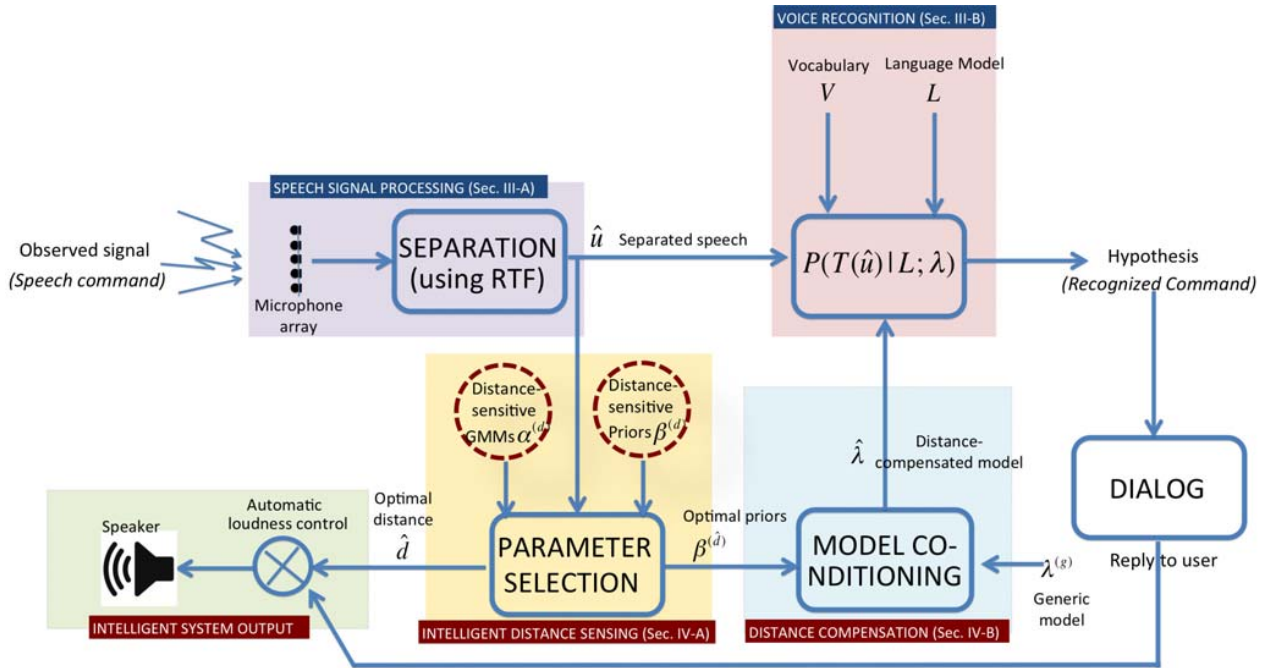 VOICE RECOGNITION (Sec. III-B)
Vocabulary
V
Language Model
L
SPEECH SIGNAL PROCESSING (Sec. III-A)
Observed signal
(Speech command)
Microphone
array
SEPARATION
(using RTF)
û Separated speech
P(T(û)|L;λ)
Hypothesis
(Recognized Command)
Distance-
sensitive
GMMs α^(d)
Distance-
sensitive
Priors β^(d)
λ̂
Distance-
compensated model
DIALOG
Reply to user
Speaker
Automatic
loudness control
Optimal
distance
d̂
PARAMETER
SELECTION
Optimal priors
β^(d̂)
MODEL CO-
NDITIONING
λ^(g)
Generic
model
INTELLIGENT SYSTEM OUTPUT
INTELLIGENT DISTANCE SENSING (Sec. IV-A)
DISTANCE COMPENSATION (Sec. IV-B)